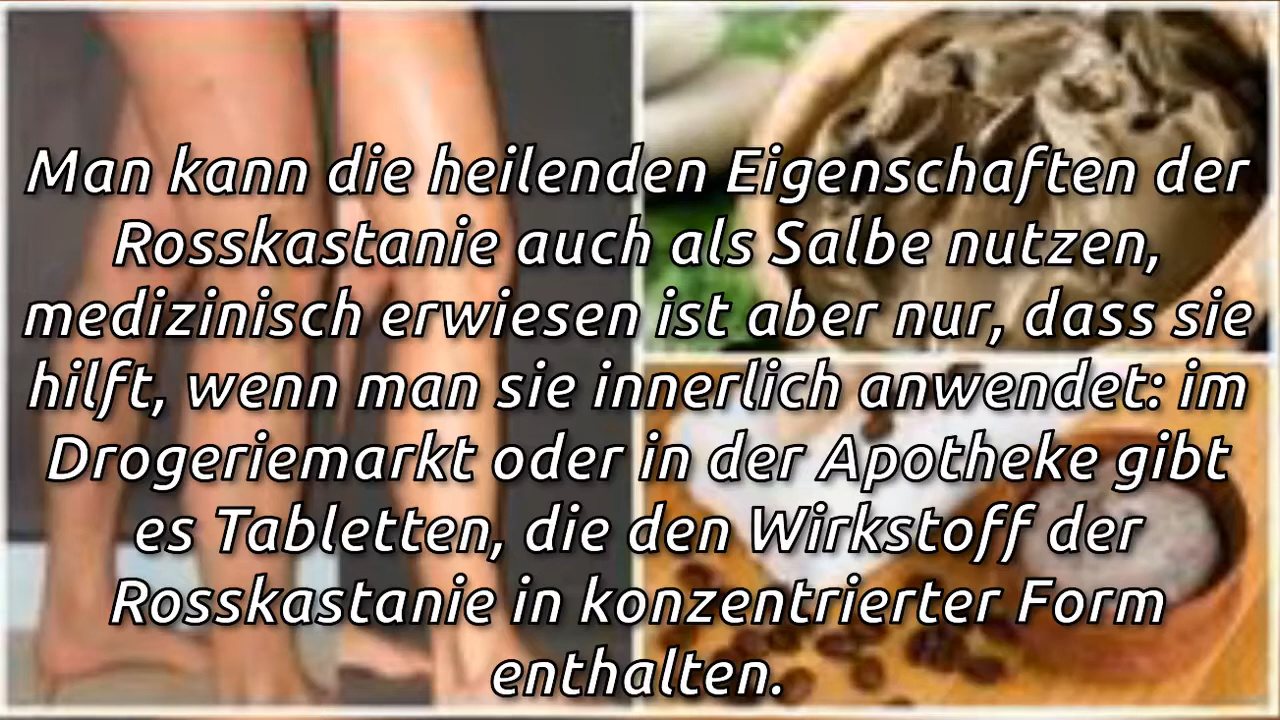 Man kann die heilenden Eigenschaften der
Rosskastanie auch als Salbe nutzen,
medizinisch erwiesen ist aber nur, dass sie
hilft, wenn man sie innerlich anwendet: im
Drogeriemarkt oder in der Apotheke gibt
es Tabletten, die den Wirkstoff der
Rosskastanie in konzentrierter Form
enthalten.